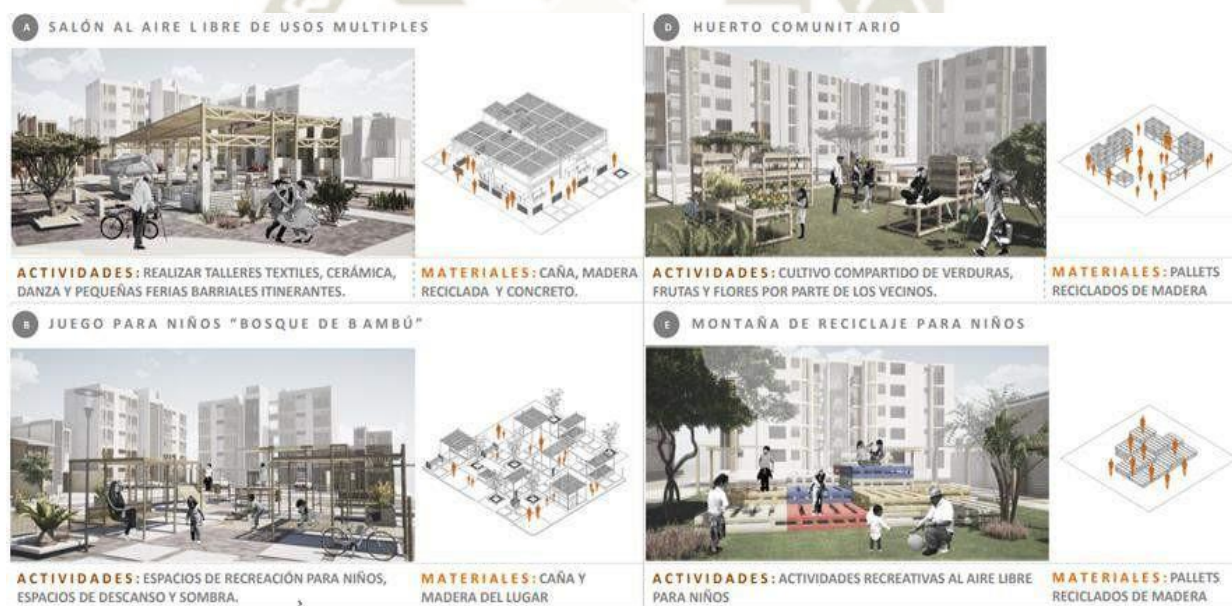 A SALÓN AL AIRE LIBRE DE USOS MULTIPLES
ACTIVIDADES: REALIZAR TALLERES TEXTILES, CERÁMICA,
DANZA Y PEQUEÑAS FERIAS BARRIALES ITINERANTES.
MATERIALES: CAÑA, MADERA
RECICLADA Y CONCRETO.
B JUEGO PARA NIÑOS "BOSQUE DE BAMBÚ"
ACTIVIDADES: ESPACIOS DE RECREACIÓN PARA NIÑOS,
ESPACIOS DE DESCANSO Y SOMBRA.
MATERIALES: CAÑA Y
MADERA DEL LUGAR
D HUERTO COMUNITARIO
ACTIVIDADES: CULTIVO COMPARTIDO DE VERDURAS,
FRUTAS Y FLORES POR PARTE DE LOS VECINOS.
MATERIALES: PALLETS
RECICLADOS DE MADERA
E MONTAÑA DE RECICLAJE PARA NIÑOS
ACTIVIDADES: ACTIVIDADES RECREATIVAS AL AIRE LIBRE
PARA NIÑOS
MATERIALES: PALLETS
RECICLADOS DE MADERA